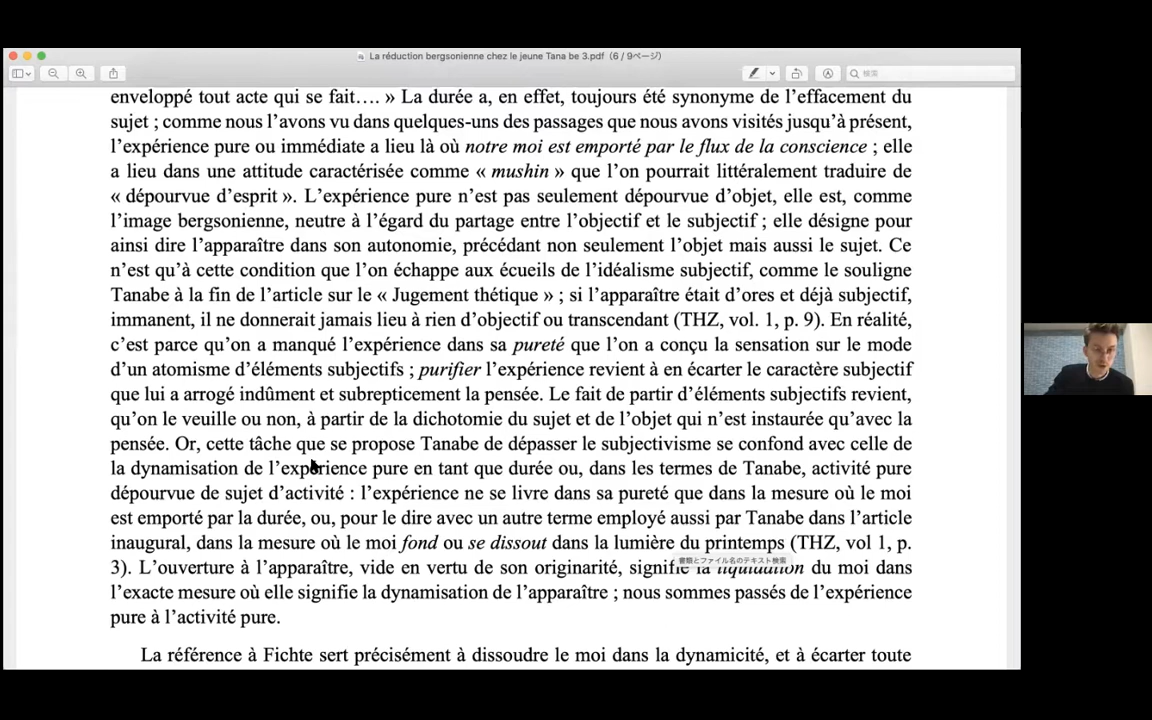 La réduction bergsonienne chez le jeune Tana be 3.pdf（6 / 9ページ）
検索
enveloppé tout acte qui se fait…. » La durée a, en effet, toujours été synonyme de l’effacement du
sujet ; comme nous l’avons vu dans quelques-uns des passages que nous avons visités jusqu’à présent,
l’expérience pure ou immédiate a lieu là où notre moi est emporté par le flux de la conscience ; elle
a lieu dans une attitude caractérisée comme « mushin » que l’on pourrait littéralement traduire de
« dépourvue d’esprit ». L’expérience pure n’est pas seulement dépourvue d’objet, elle est, comme
l’image bergsonienne, neutre à l’égard du partage entre l’objectif et le subjectif ; elle désigne pour
ainsi dire l’apparaître dans son autonomie, précédant non seulement l’objet mais aussi le sujet. Ce
n’est qu’à cette condition que l’on échappe aux écueils de l’idéalisme subjectif, comme le souligne
Tanabe à la fin de l’article sur le « Jugement thétique » ; si l’apparaître était d’ores et déjà subjectif,
immanent, il ne donnerait jamais lieu à rien d’objectif ou transcendant (THZ, vol. 1, p. 9). En réalité,
c’est parce qu’on a manqué l’expérience dans sa pureté que l’on a conçu la sensation sur le mode
d’un atomisme d’éléments subjectifs ; purifier l’expérience revient à en écarter le caractère subjectif
que lui a arrogé indûment et subrepticement la pensée. Le fait de partir d’éléments subjectifs revient,
qu’on le veuille ou non, à partir de la dichotomie du sujet et de l’objet qui n’est instaurée qu’avec la
pensée. Or, cette tâche que se propose Tanabe de dépasser le subjectivisme se confond avec celle de
la dynamisation de l’expérience pure en tant que durée ou, dans les termes de Tanabe, activité pure
dépourvue de sujet d’activité : l’expérience ne se livre dans sa pureté que dans la mesure où le moi
est emporté par la durée, ou, pour le dire avec un autre terme employé aussi par Tanabe dans l’article
inaugural, dans la mesure où le moi fond ou se dissout dans la lumière du printemps (THZ, vol 1, p.
書類とファイル名のテキスト検索
3). L’ouverture à l’apparaître, vide en vertu de son originarité, signifie la liquidation du moi dans
l’exacte mesure où elle signifie la dynamisation de l’apparaître ; nous sommes passés de l’expérience
pure à l’activité pure.
La référence à Fichte sert précisément à dissoudre le moi dans la dynamicité, et à écarter toute